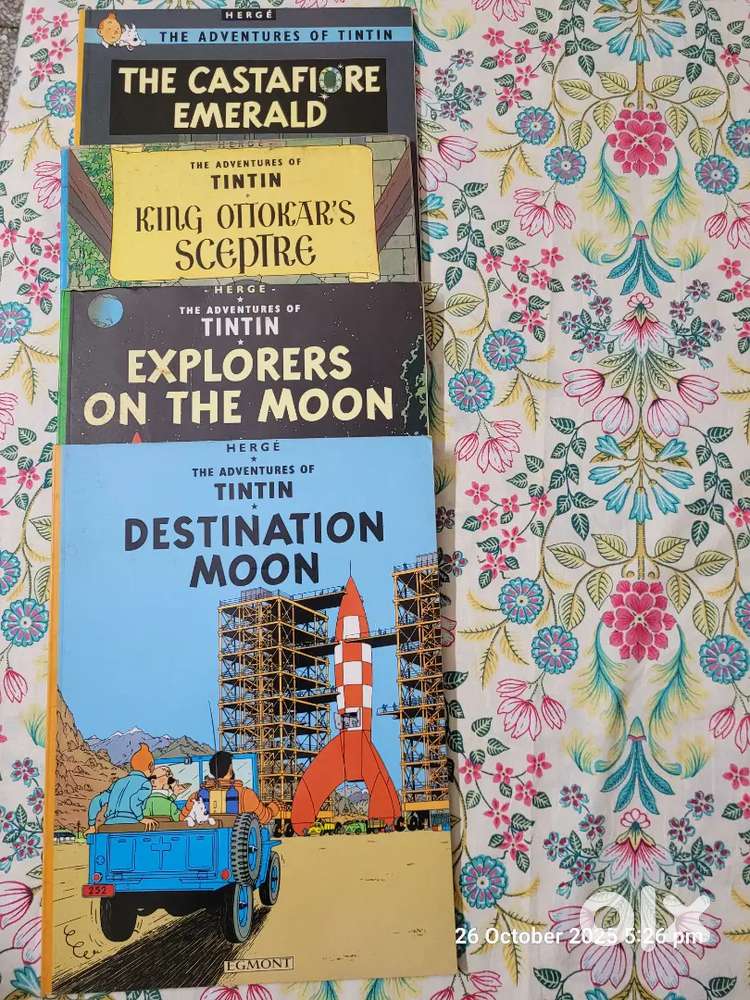 HERGÉ
THE ADVENTURES OF TINTIN
THE CASTAFIORE
EMERALD
HERGÉ
THE ADVENTURES OF
TINTIN
KING OTTOKAR'S
SCEPTRE
- HERGÉ -
THE ADVENTURES OF
TINTIN
EXPLORERS
ON THE MOON
HERGÉ
THE ADVENTURES OF
TINTIN
DESTINATION
MOON
252
EGMONT
olx
26 October 2025 5:26 pm